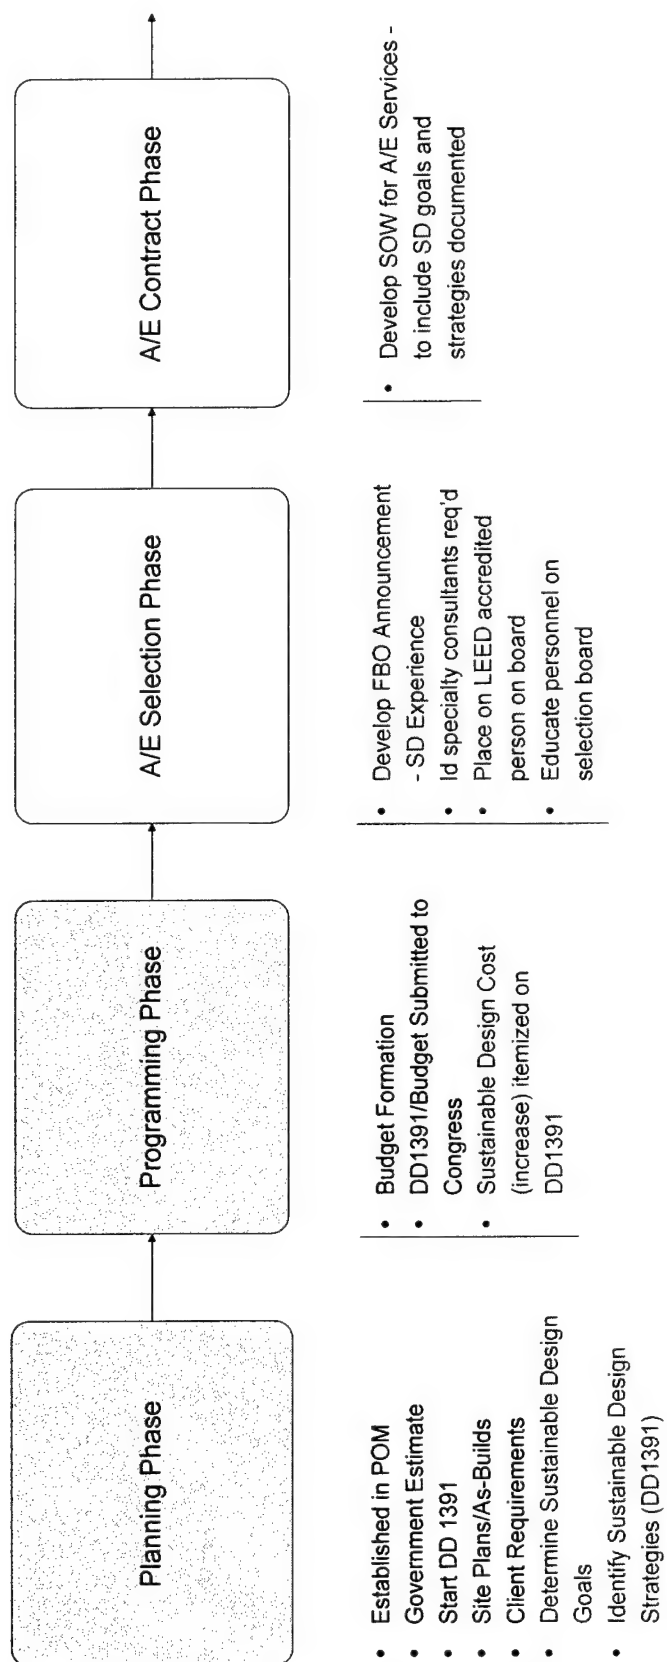 Planning Phase
Programming Phase
A/E Selection Phase
A/E Contract Phase
• Established in POM
• Government Estimate
• Start DD 1391
• Site Plans/As-Builds
• Client Requirements
• Determine Sustainable Design
Goals
• Identify Sustainable Design
Strategies (DD1391)
• Budget Formation
• DD1391/Budget Submitted to
Congress
• Sustainable Design Cost
(increase) itemized on
DD1391
• Develop FBO Announcement
- SD Experience
• Id specialty consultants req'd
• Place on LEED accredited
person on board
• Educate personnel on
selection board
• Develop SOW for A/E Services -
to include SD goals and
strategies documented